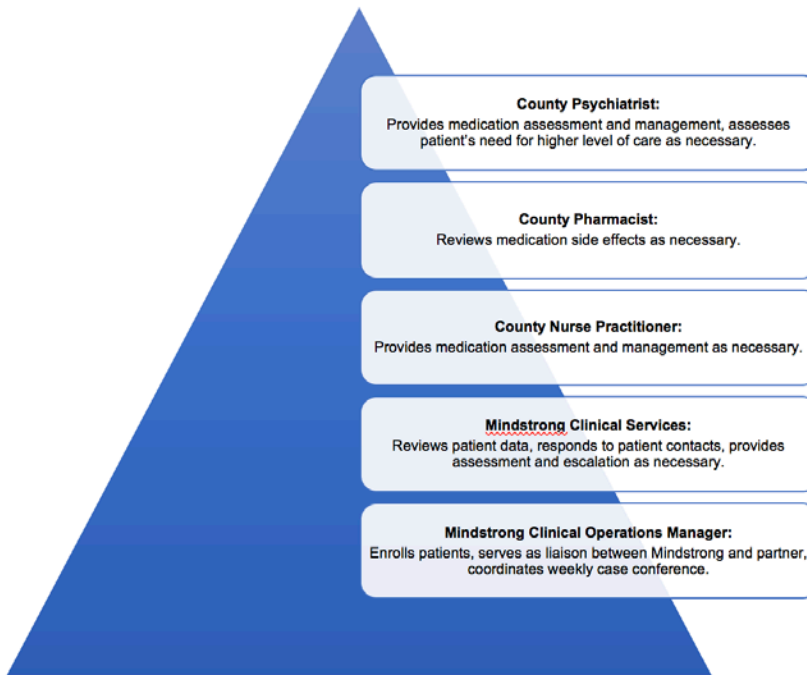 County Psychiatrist:
Provides medication assessment and management, assesses
patient's need for higher level of care as necessary.
County Pharmacist:
Reviews medication side effects as necessary.
County Nurse Practitioner:
Provides medication assessment and management as necessary.
Mindstrong Clinical Services:
Reviews patient data, responds to patient contacts, provides
assessment and escalation as necessary.
Mindstrong Clinical Operations Manager:
Enrolls patients, serves as liaison between Mindstrong and partner,
coordinates weekly case conference.